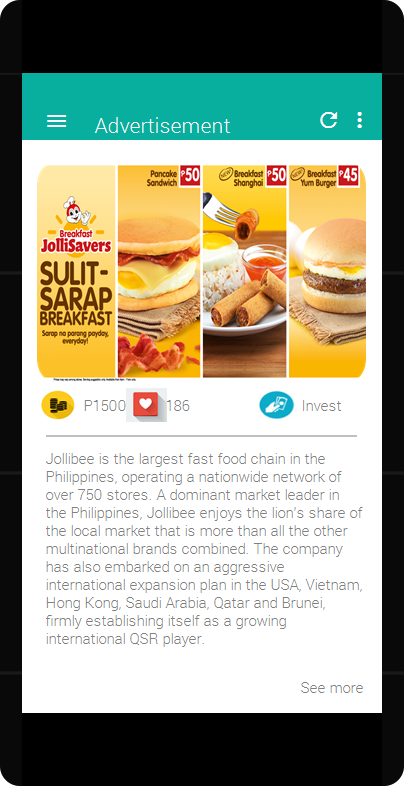 Advertisement
Breakfast
JolliSavers
SULIT-
SARAP
BREAKFAST
Sarap na parang payday,
everyday!
Pancake
Sandwich
₱50
NEW Breakfast
Shanghai
₱50
NEW Breakfast
Yum Burger
₱45
P1500
186
Invest
Jollibee is the largest fast food chain in the
Philippines, operating a nationwide network of
over 750 stores. A dominant market leader in
the Philippines, Jollibee enjoys the lion's share of
the local market that is more than all the other
multinational brands combined. The company
has also embarked on an aggressive
international expansion plan in the USA, Vietnam,
Hong Kong, Saudi Arabia, Qatar and Brunei,
firmly establishing itself as a growing
international QSR player.
See more